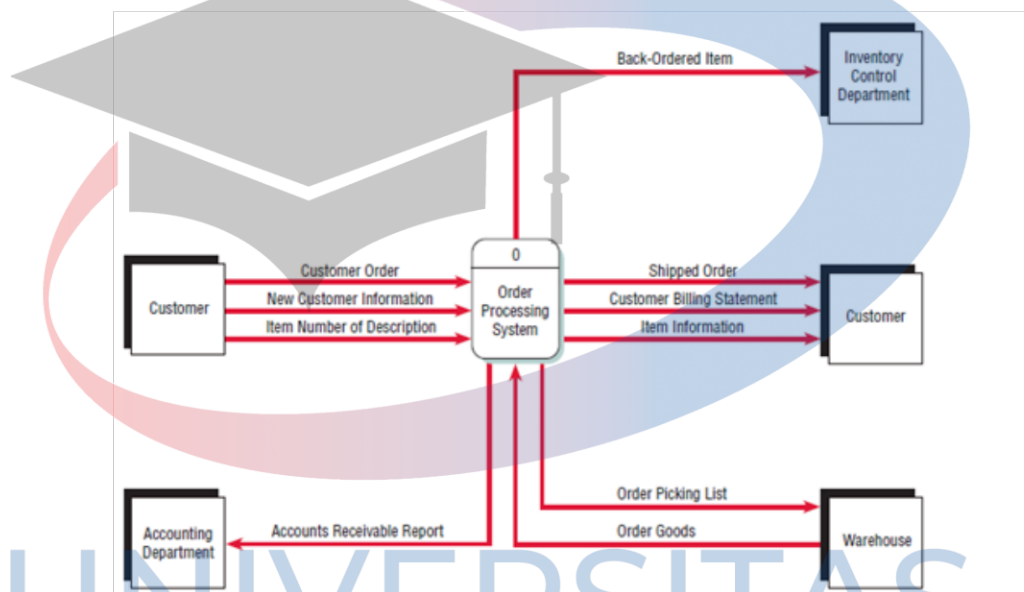 Back-Ordered Item
Inventory
Control
Department
Customer
Customer Order
New Customer Information
Item Number of Description
0
Order
Processing
System
Shipped Order
Customer Billing Statement
Item Information
Customer
Accounting
Department
Accounts Receivable Report
Order Picking List
Order Goods
Warehouse
UNIVERSITAS